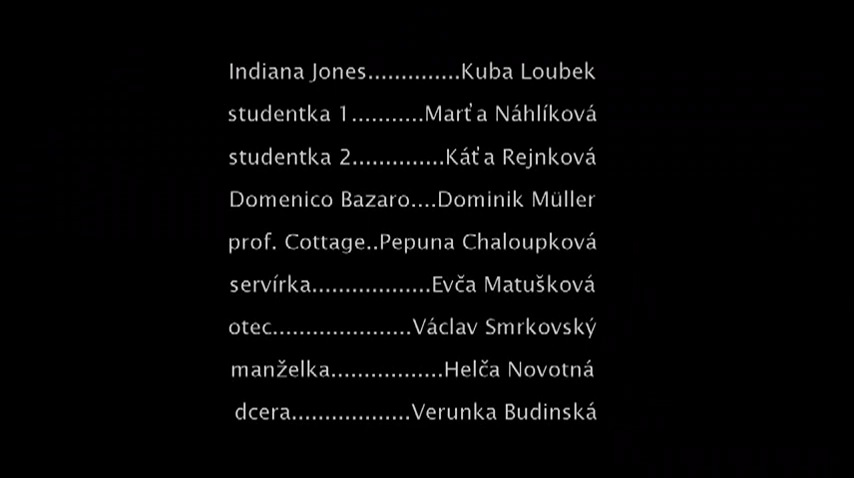 Indiana Jones..............Kuba Loubek
studentka 1...........Marťa Náhlíková
studentka 2..............Káťa Rejnková
Domenico Bazaro....Dominik Müller
prof. Cottage..Pepuna Chaloupková
servírka..................Evča Matušková
otec.....................Václav Smrkovský
manželka.................Helča Novotná
dcera..................Verunka Budinská